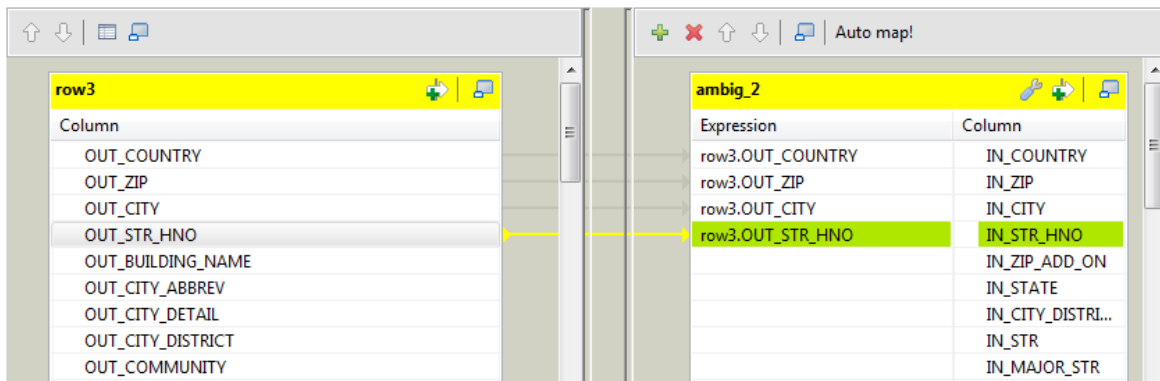 Auto map!
row3
Column
OUT_COUNTRY
OUT_ZIP
OUT_CITY
OUT_STR_HNO
OUT_BUILDING_NAME
OUT_CITY_ABBREV
OUT_CITY_DETAIL
OUT_CITY_DISTRICT
OUT_COMMUNITY
ambig_2
Expression Column
row3.OUT_COUNTRY IN_COUNTRY
row3.OUT_ZIP IN_ZIP
row3.OUT_CITY IN_CITY
row3.OUT_STR_HNO IN_STR_HNO
IN_ZIP_ADD_ON
IN_STATE
IN_CITY_DISTRI...
IN_STR
IN_MAJOR_STR